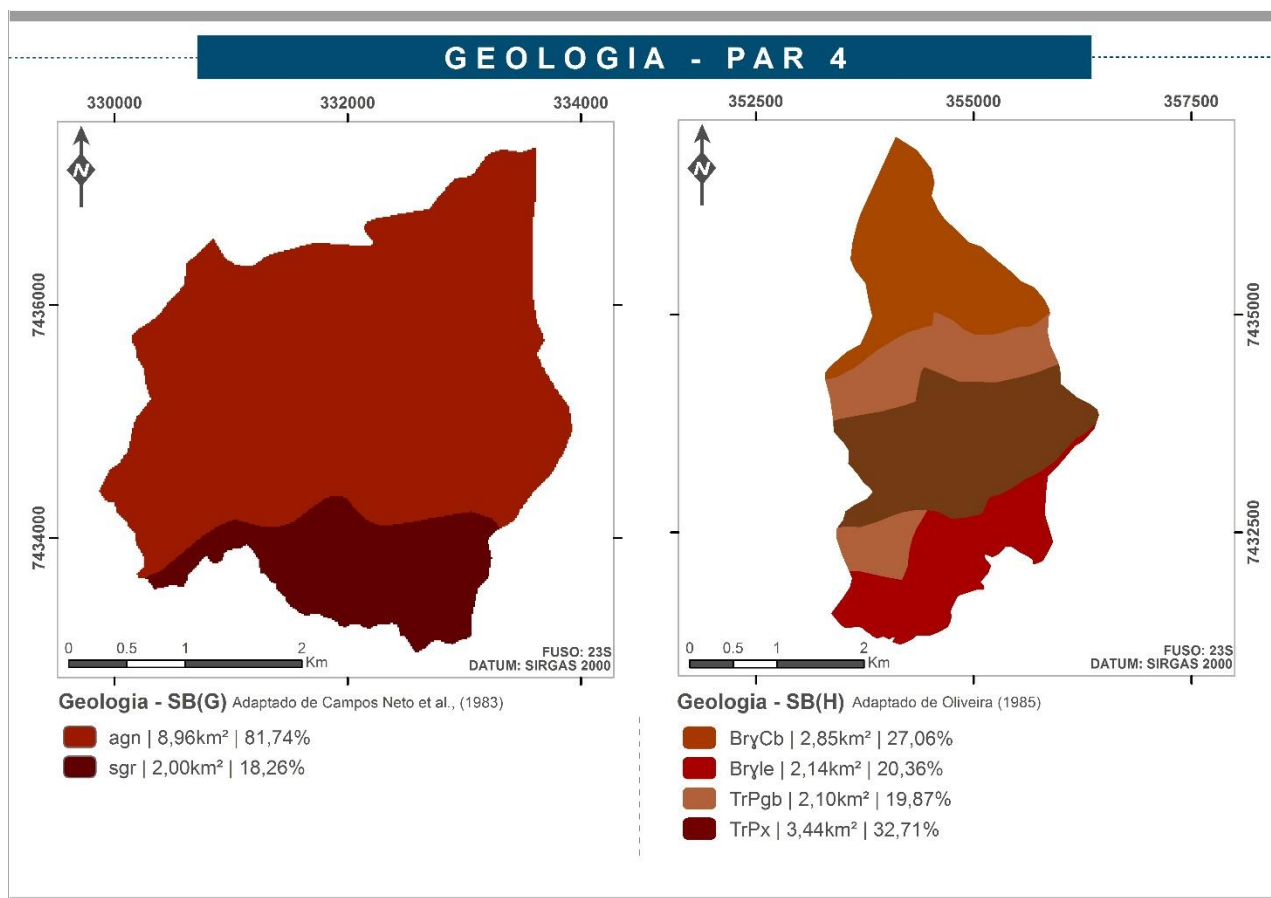 GEOLOGIA - PAR 4
330000 332000 334000
7436000
7434000
N
0 0.5 1 2
Km
FUSO: 23S
DATUM: SIRGAS 2000
Geologia - SB(G) Adaptado de Campos Neto et al., (1983)
agn | 8,96km² | 81,74%
sgr | 2,00km² | 18,26%
352500 355000 357500
7435000
7432500
N
0 0.5 1 2
Km
FUSO: 23S
DATUM: SIRGAS 2000
Geologia - SB(H) Adaptado de Oliveira (1985)
BrɣCb | 2,85km² | 27,06%
Brɣle | 2,14km² | 20,36%
TrPgb | 2,10km² | 19,87%
TrPx | 3,44km² | 32,71%